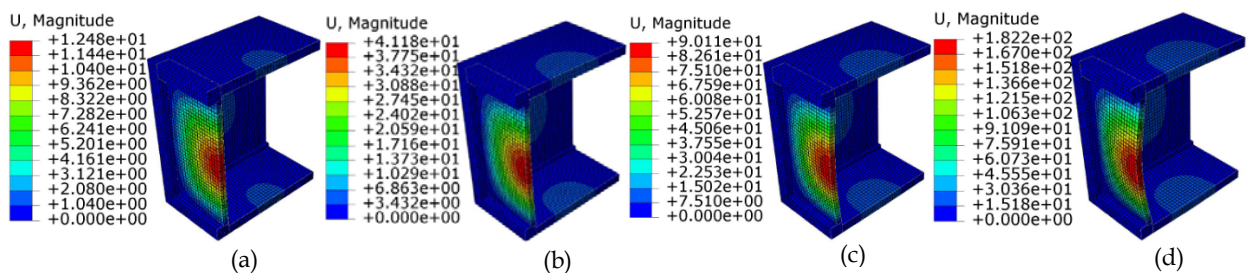 U, Magnitude
+1.248e+01
+1.144e+01
+1.040e+01
+9.362e+00
+8.322e+00
+7.282e+00
+6.241e+00
+5.201e+00
+4.161e+00
+3.121e+00
+2.080e+00
+1.040e+00
+0.000e+00
(a)
U, Magnitude
+4.118e+01
+3.775e+01
+3.432e+01
+3.088e+01
+2.745e+01
+2.402e+01
+2.059e+01
+1.716e+01
+1.373e+01
+1.029e+01
+6.863e+00
+3.432e+00
+0.000e+00
(b)
U, Magnitude
+9.011e+01
+8.261e+01
+7.510e+01
+6.759e+01
+6.008e+01
+5.257e+01
+4.506e+01
+3.755e+01
+3.004e+01
+2.253e+01
+1.502e+01
+7.510e+00
+0.000e+00
(c)
U, Magnitude
+1.822e+02
+1.670e+02
+1.518e+02
+1.366e+02
+1.215e+02
+1.063e+02
+9.109e+01
+7.591e+01
+6.073e+01
+4.555e+01
+3.036e+01
+1.518e+01
+0.000e+00
(d)